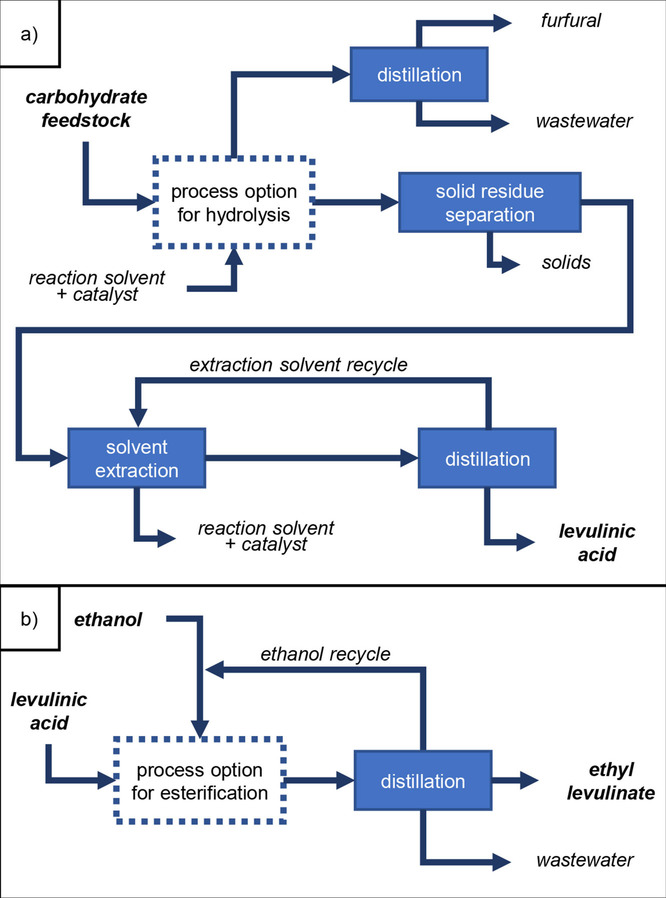 a)
furfural
distillation
wastewater
carbohydrate
feedstock
process option
for hydrolysis
solid residue
separation
solids
reaction solvent
+ catalyst
extraction solvent recycle
solvent
extraction
distillation
reaction solvent
+ catalyst
levulinic
acid
b)
ethanol
ethanol recycle
levulinic
acid
process option
for esterification
distillation
ethyl
levulinate
wastewater